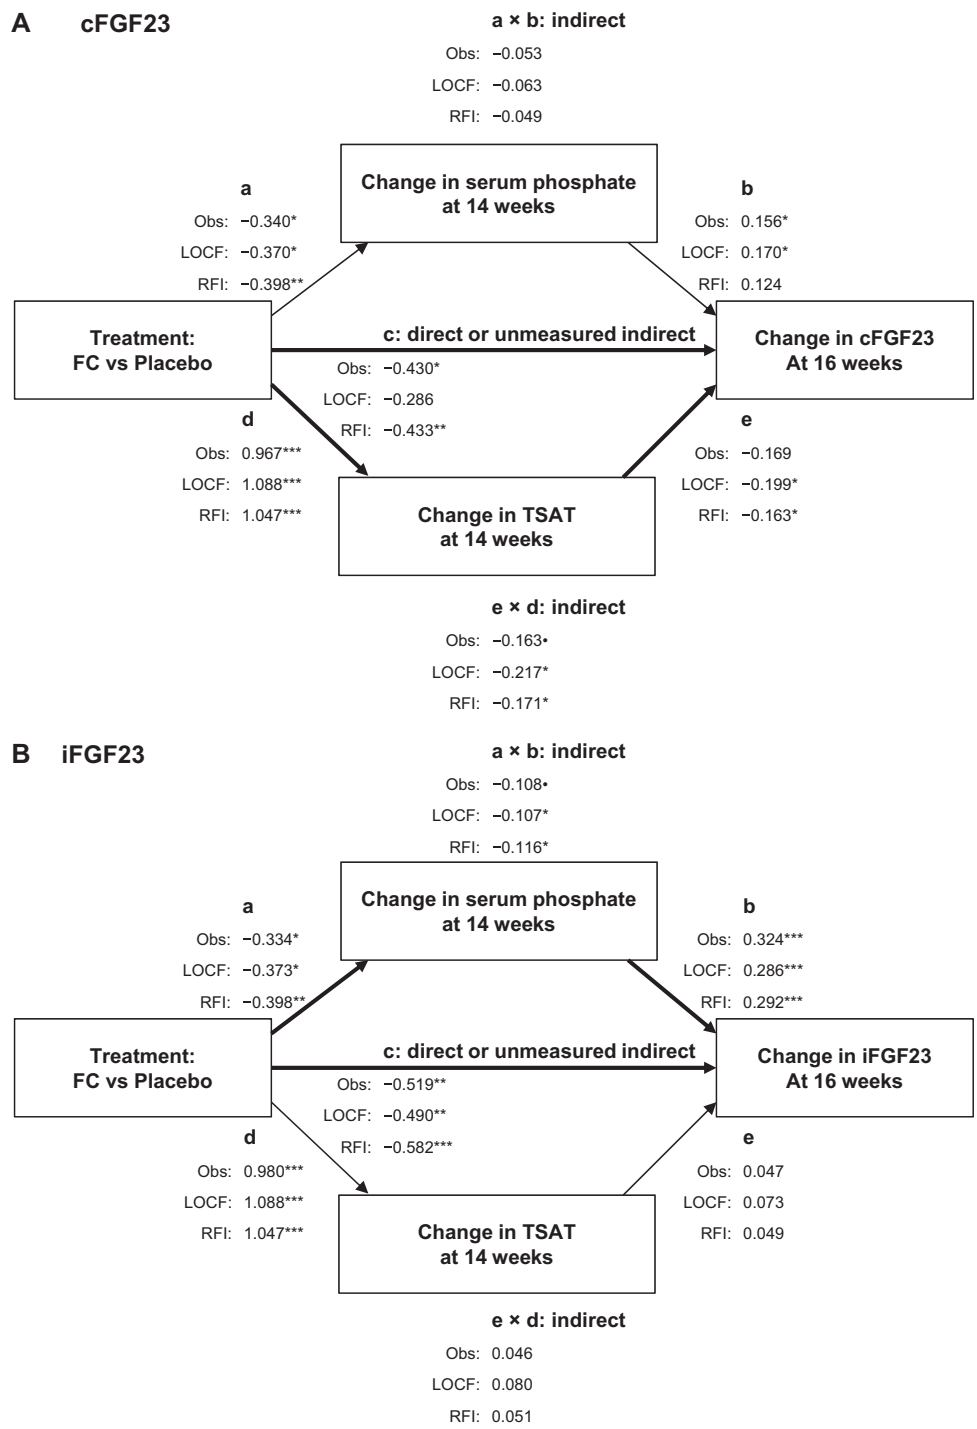 A cFGF23
a × b: indirect
Obs: −0.053
LOCF: −0.063
RFI: −0.049
Change in serum phosphate
at 14 weeks
a
Obs: −0.340*
LOCF: −0.370*
RFI: −0.398**
b
Obs: 0.156*
LOCF: 0.170*
RFI: 0.124
Treatment:
FC vs Placebo
c: direct or unmeasured indirect
Obs: −0.430*
LOCF: −0.286
RFI: −0.433**
Change in cFGF23
At 16 weeks
d
Obs: 0.967***
LOCF: 1.088***
RFI: 1.047***
e
Obs: −0.169
LOCF: −0.199*
RFI: −0.163*
Change in TSAT
at 14 weeks
e × d: indirect
Obs: −0.163•
LOCF: −0.217*
RFI: −0.171*
B iFGF23
a × b: indirect
Obs: −0.108•
LOCF: −0.107*
RFI: −0.116*
Change in serum phosphate
at 14 weeks
a
Obs: −0.334*
LOCF: −0.373*
RFI: −0.398**
b
Obs: 0.324***
LOCF: 0.286***
RFI: 0.292***
Treatment:
FC vs Placebo
c: direct or unmeasured indirect
Obs: −0.519**
LOCF: −0.490**
RFI: −0.582***
Change in iFGF23
At 16 weeks
d
Obs: 0.980***
LOCF: 1.088***
RFI: 1.047***
e
Obs: 0.047
LOCF: 0.073
RFI: 0.049
Change in TSAT
at 14 weeks
e × d: indirect
Obs: 0.046
LOCF: 0.080
RFI: 0.051